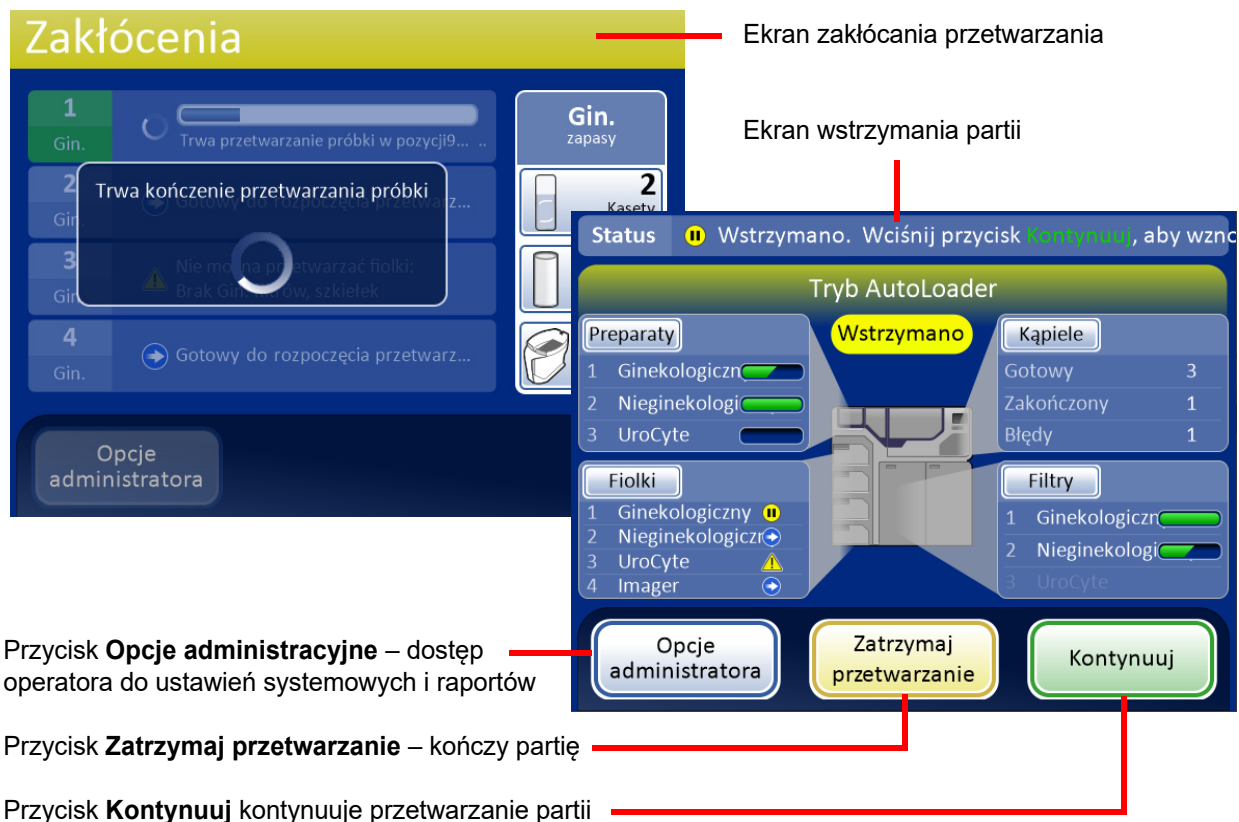 Zakłócenia
Ekran zakłócania przetwarzania
1
Gin.
Trwa przetwarzanie próbki w pozycji9... ..
Gin.
zapasy
Ekran wstrzymania partii
2
Gin.
Trwa kończenie przetwarzania próbki
Gotowy do rozpoczęcia przetwarz...
2
Kasety
3
Gin
Nie można przetwarzać fiolki:
Brak Gin. filtrów, szkiełek
4
Gin.
Gotowy do rozpoczęcia przetwarz...
Opcje
administratora
Status Wstrzymano. Wciśnij przycisk Kontynuuj, aby wzno
Tryb AutoLoader
Wstrzymano
Preparaty
1 Ginekologiczn
2 Nieginekologi
3 UroCyte
Kąpiele
Gotowy 3
Zakończony 1
Błędy 1
Fiolki
1 Ginekologiczny
2 Nieginekologiczn
3 UroCyte
4 Imager
Filtry
1 Ginekologiczn
2 Nieginekologi
3 UroCyte
Opcje
administratora
Zatrzymaj
przetwarzanie
Kontynuuj
Przycisk Opcje administracyjne – dostęp
operatora do ustawień systemowych i raportów
Przycisk Zatrzymaj przetwarzanie – kończy partię
Przycisk Kontynuuj kontynuuje przetwarzanie partii